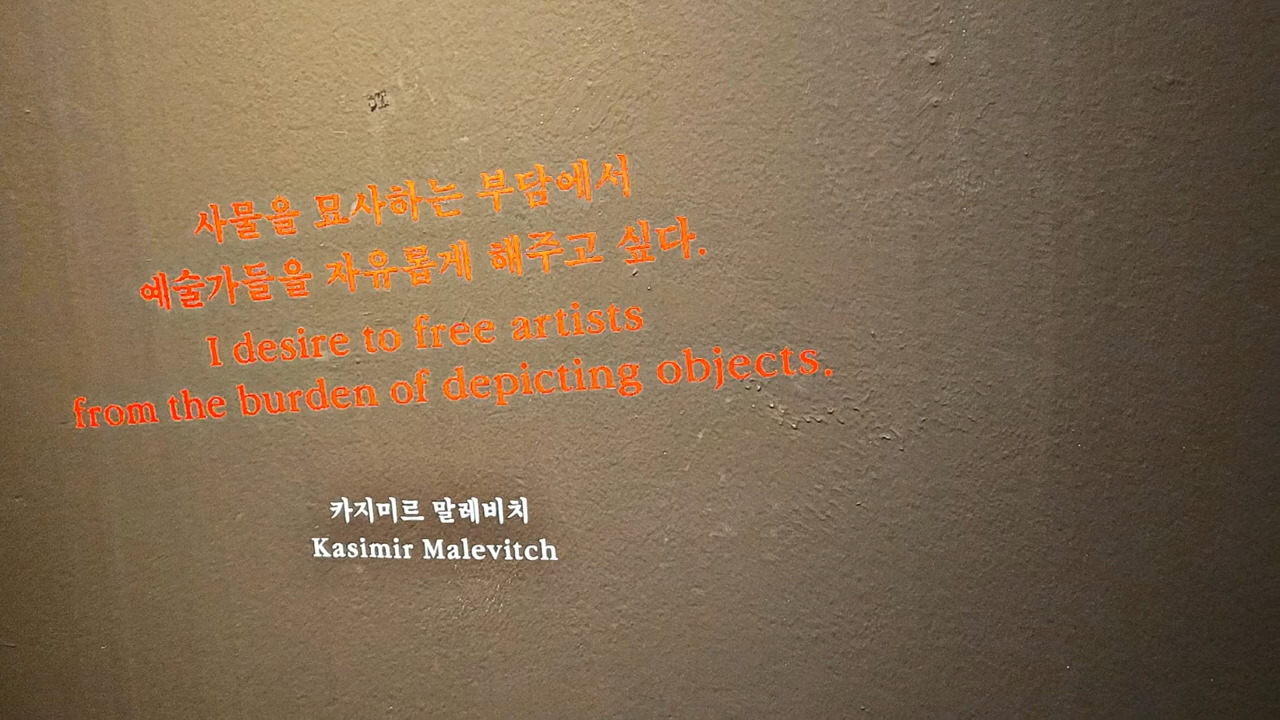 사물을 묘사하는 부담에서
예술가들을 자유롭게 해주고 싶다.
I desire to free artists
from the burden of depicting objects.
카지미르 말레비치
Kasimir Malevitch